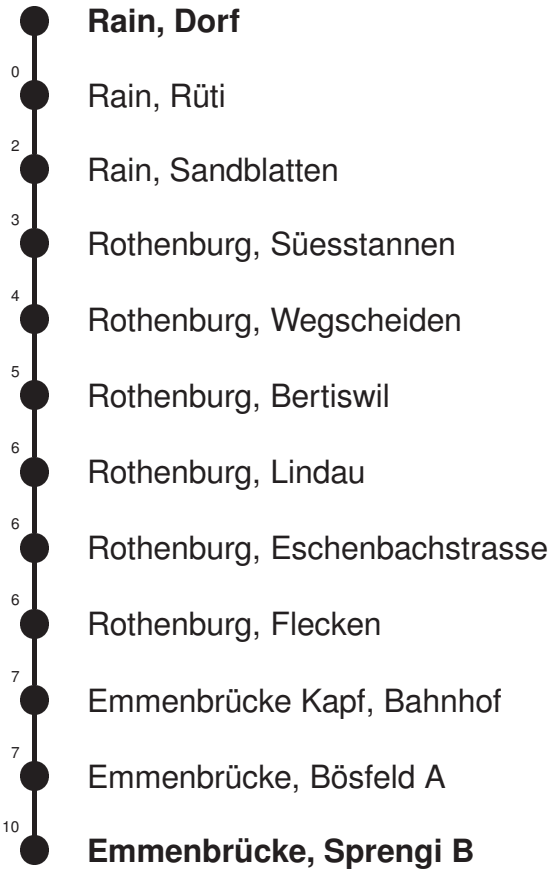 Rain, Dorf
0
Rain, Rüti
2
Rain, Sandblatten
3
Rothenburg, Süesstannen
4
Rothenburg, Wegscheiden
5
Rothenburg, Bertiswil
6
Rothenburg, Lindau
6
Rothenburg, Eschenbachstrasse
6
Rothenburg, Flecken
7
Emmenbrücke Kapf, Bahnhof
7
Emmenbrücke, Bösfeld A
10
Emmenbrücke, Sprengi B